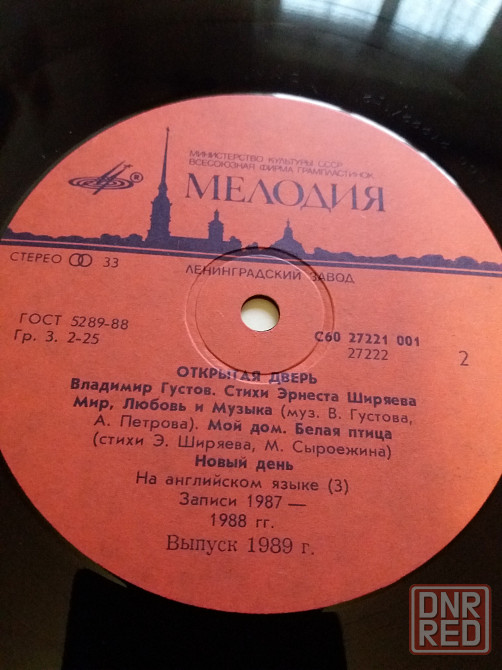 МИНИСТЕРСТВО КУЛЬТУРЫ СССР
ВСЕСОЮЗНАЯ ФИРМА ГРАМПЛАСТИНОК
МЕЛОДИЯ
®
СТЕРЕО 33
ЛЕНИНГРАДСКИЙ ЗАВОД
ГОСТ 5289-88
Гр. 3. 2-25
С60 27221 001
27222
2
ОТКРЫТАЯ ДВЕРЬ
Владимир Густов. Стихи Эрнеста Ширяева
Мир, Любовь и Музыка (муз. В. Густова,
А. Петрова). Мой дом. Белая птица
(стихи Э. Ширяева, М. Сыроежина)
Новый день
На английском языке (3)
Записи 1987—
1988 гг.
Выпуск 1989 г.
DNR
RED